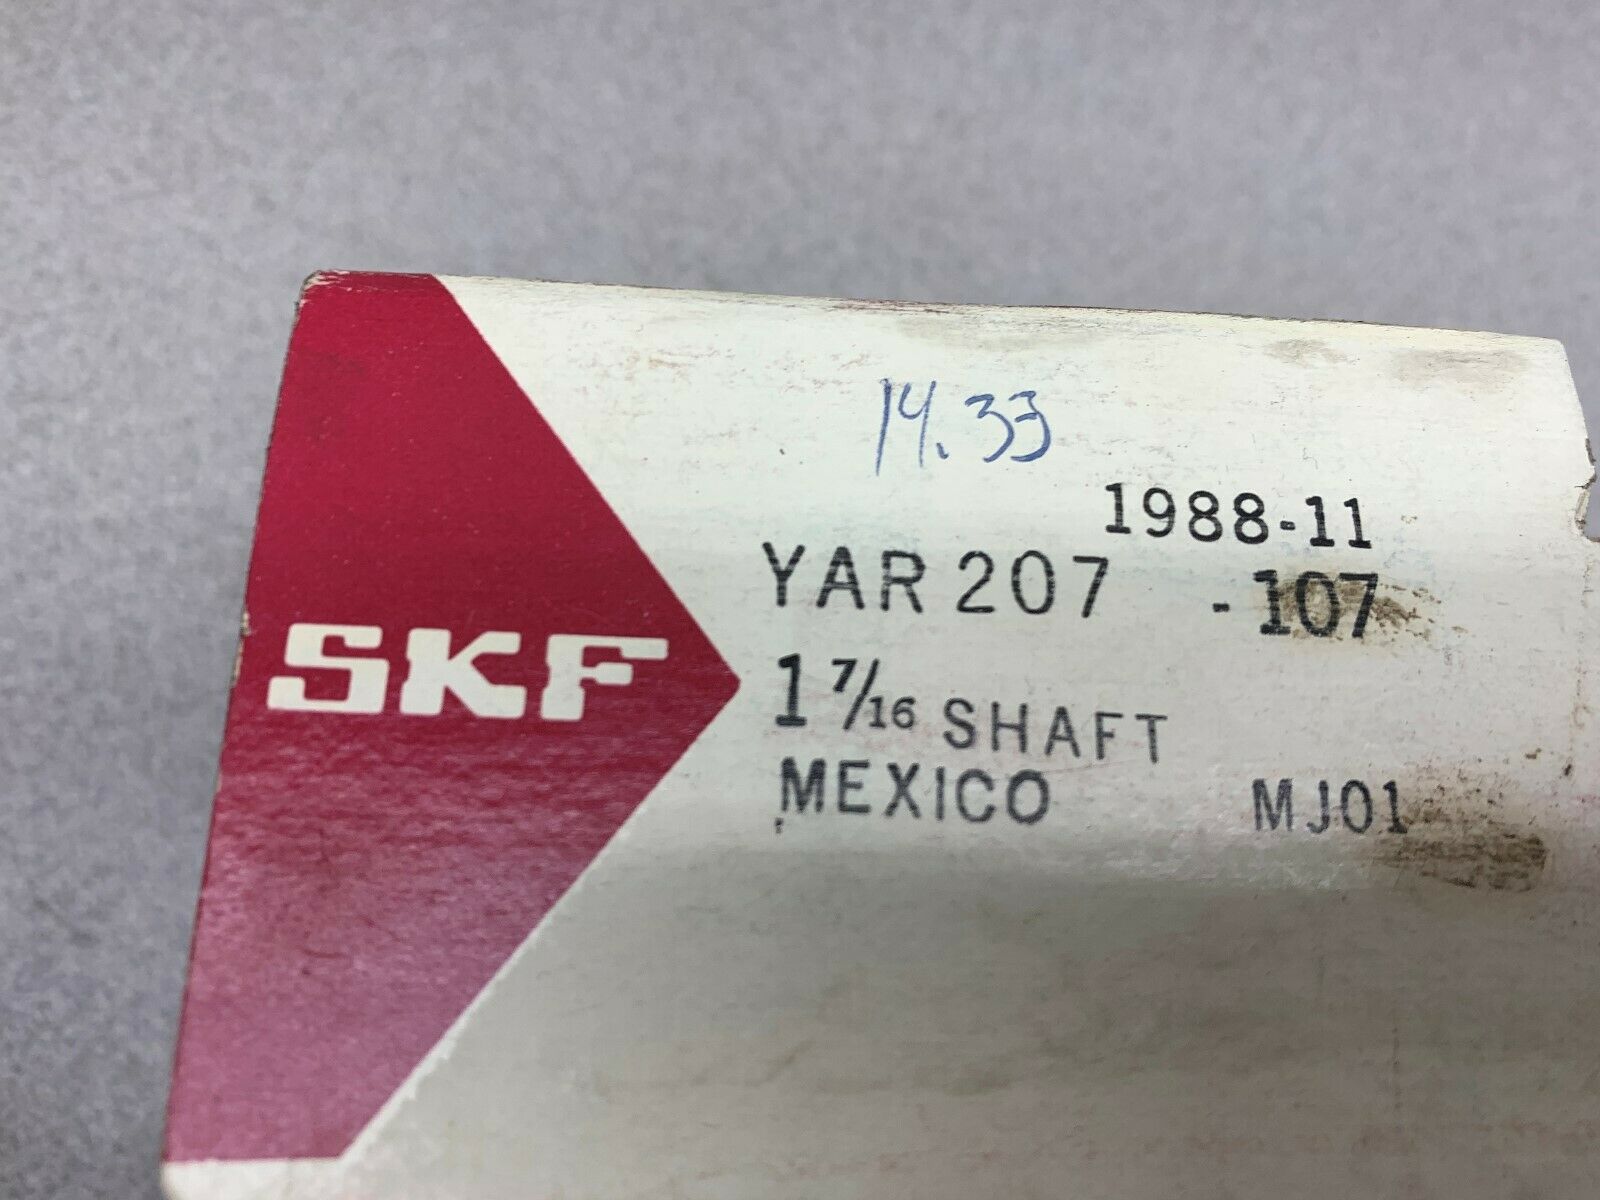 14.33
1988-11
YAR 207 -107
SKF
1 7/16 SHAFT
MEXICO MJ01